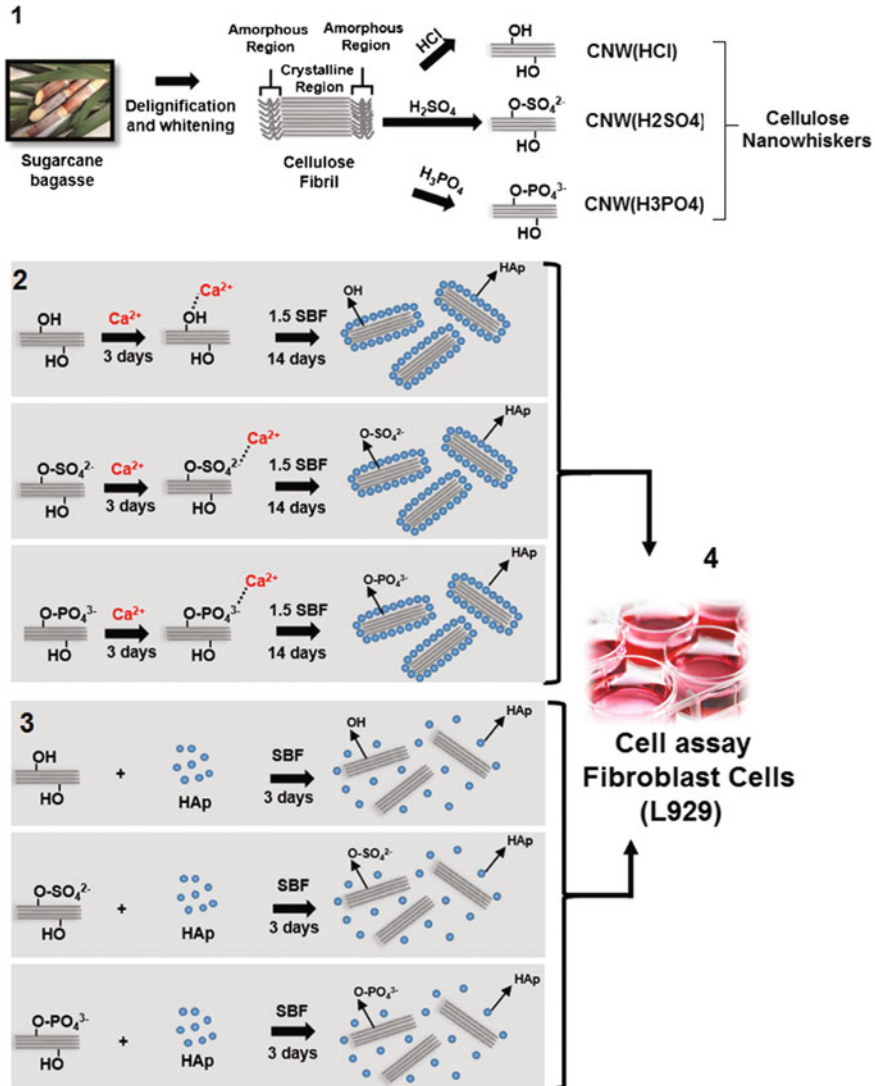 1
Sugarcane
bagasse
Delignification
and whitening
Amorphous
Region
Amorphous
Region
Crystalline
Region
Cellulose
Fibril
HCl
H₂SO₄
H₃PO₄
OH
HO
O-SO₄²⁻
HO
O-PO₄³⁻
HO
CNW(HCl)
CNW(H2SO4)
CNW(H3PO4)
Cellulose
Nanowhiskers
2
OH
HO
Ca²⁺
3 days
Ca²⁺
OH
HO
1.5 SBF
14 days
OH
HAp
O-SO₄²⁻
HO
Ca²⁺
3 days
Ca²⁺
O-SO₄²⁻
HO
1.5 SBF
14 days
O-SO₄²⁻
HAp
O-PO₄³⁻
HO
Ca²⁺
3 days
Ca²⁺
O-PO₄³⁻
HO
1.5 SBF
14 days
O-PO₄³⁻
HAp
3
OH
HO
+
HAp
SBF
3 days
OH
HAp
O-SO₄²⁻
HO
+
HAp
SBF
3 days
O-SO₄²⁻
HAp
O-PO₄³⁻
HO
+
HAp
SBF
3 days
O-PO₄³⁻
HAp
4
Cell assay
Fibroblast Cells
(L929)